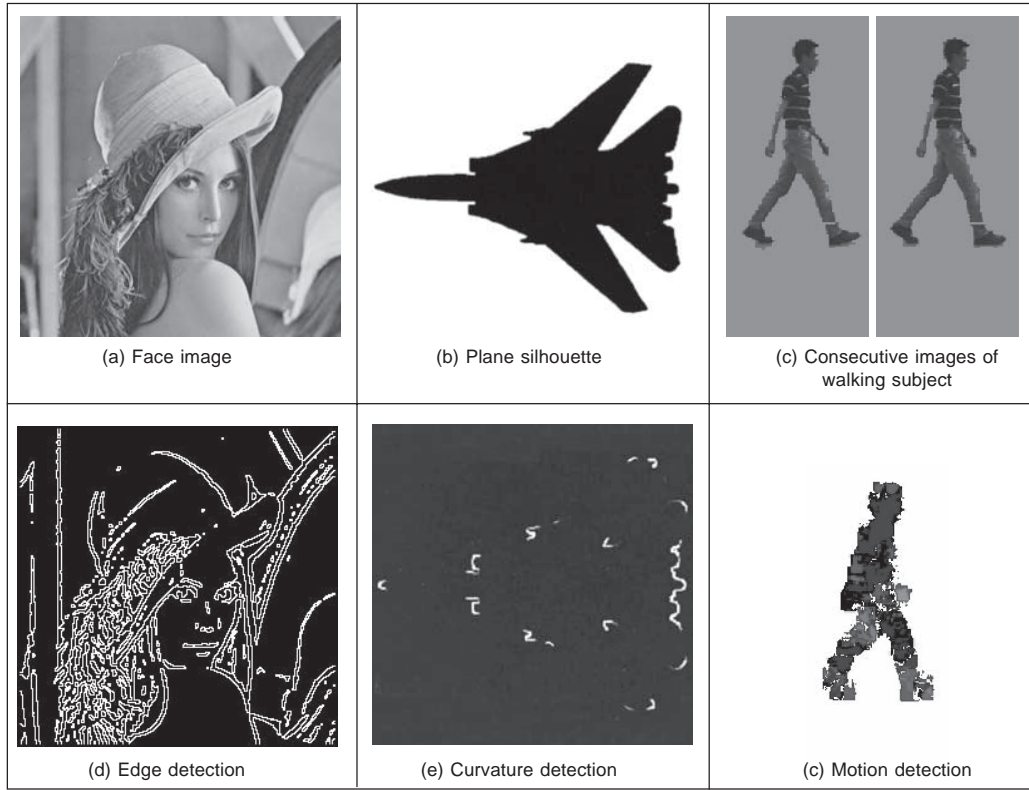 (a) Face image
(b) Plane silhouette
(c) Consecutive images of
walking subject
(d) Edge detection
(e) Curvature detection
(c) Motion detection